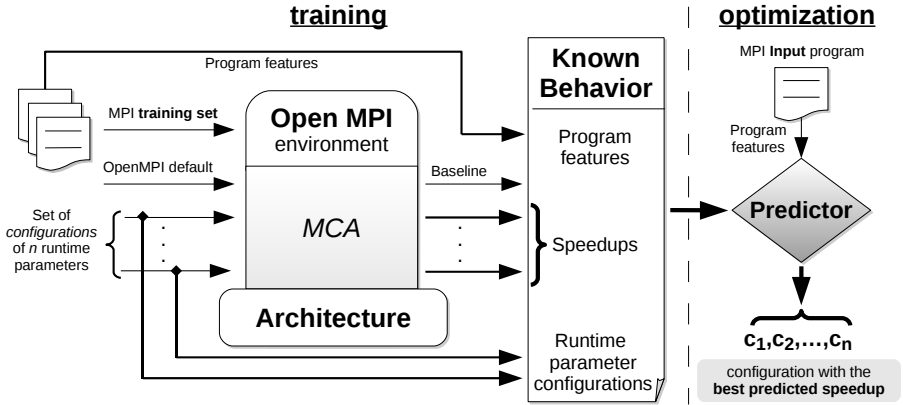 training
optimization
Program features
MPI training set
OpenMPI default
Set of
configurations
of n runtime
parameters
Open MPI
environment
MCA
Architecture
Baseline
Known
Behavior
Program
features
Speedups
Runtime
parameter
configurations
MPI Input program
Program
features
Predictor
c1,c2,...,cn
configuration with the
best predicted speedup